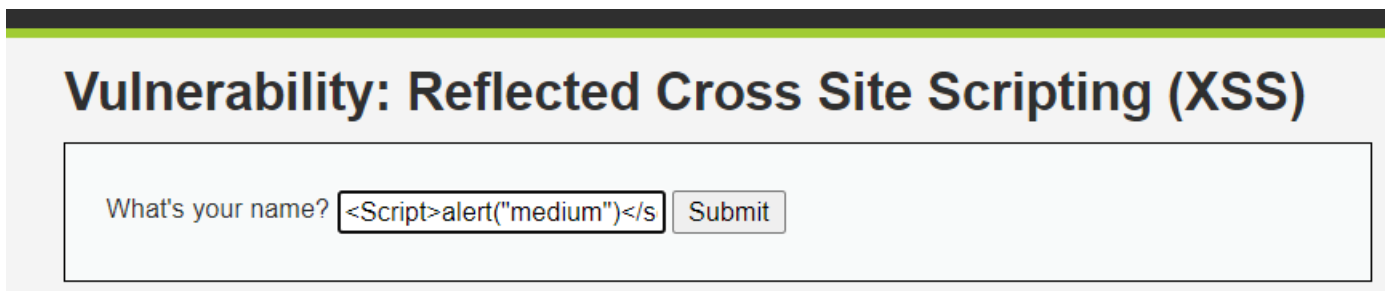 Vulnerability: Reflected Cross Site Scripting (XSS)
What's your name? <Script>alert("medium")</s Submit